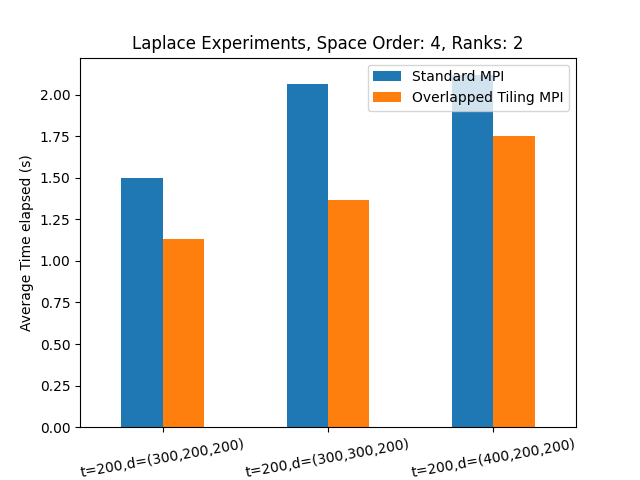 Laplace Experiments, Space Order: 4, Ranks: 2
Standard MPI
Overlapped Tiling MPI
Average Time elapsed (s)
2.00
1.75
1.50
1.25
1.00
0.75
0.50
0.25
0.00
t=200,d=(300,200,200)
t=200,d=(300,300,200)
t=200,d=(400,200,200)